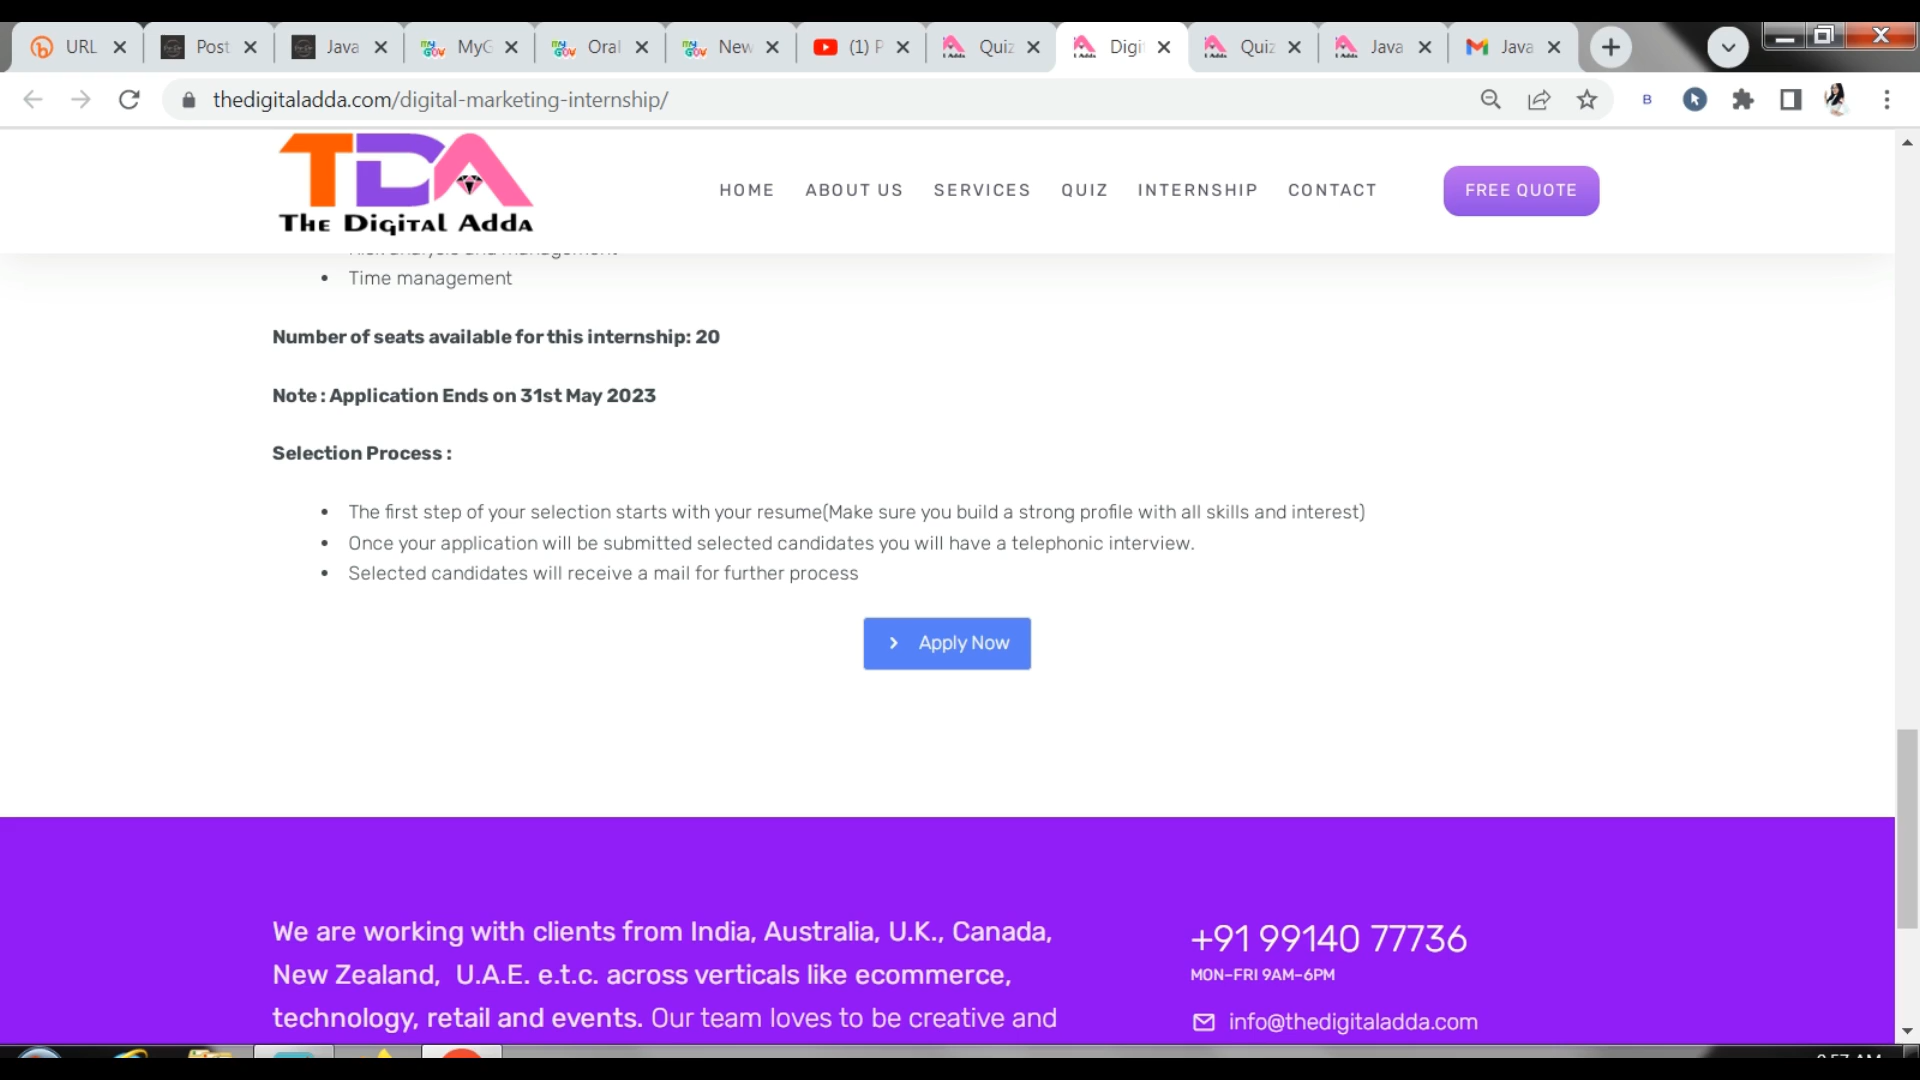 URL
Post
Java
MyG
Oral
New
(1) P
Quiz
Digi
Quiz
Java
Java
thedigitaladda.com/digital-marketing-internship/
B
TDA
The Digital Adda
HOME
ABOUT US
SERVICES
QUIZ
INTERNSHIP
CONTACT
FREE QUOTE
Risk analysis and management
• Time management
Number of seats available for this internship: 20
Note : Application Ends on 31st May 2023
Selection Process :
• The first step of your selection starts with your resume(Make sure you build a strong profile with all skills and interest)
• Once your application will be submitted selected candidates you will have a telephonic interview.
• Selected candidates will receive a mail for further process
Apply Now
We are working with clients from India, Australia, U.K., Canada,
New Zealand, U.A.E. e.t.c. across verticals like ecommerce,
technology, retail and events. Our team loves to be creative and
+91 99140 77736
MON-FRI 9AM-6PM
info@thedigitaladda.com